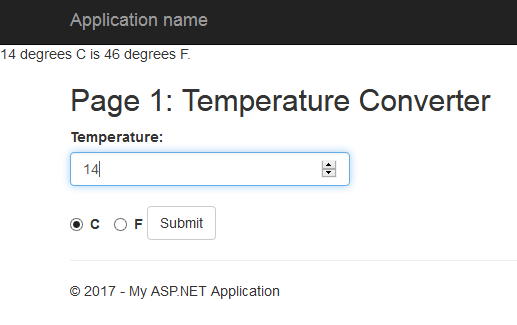 Application name
14 degrees C is 46 degrees F.
Page 1: Temperature Converter
Temperature:
14
C F Submit
© 2017 - My ASP.NET Application